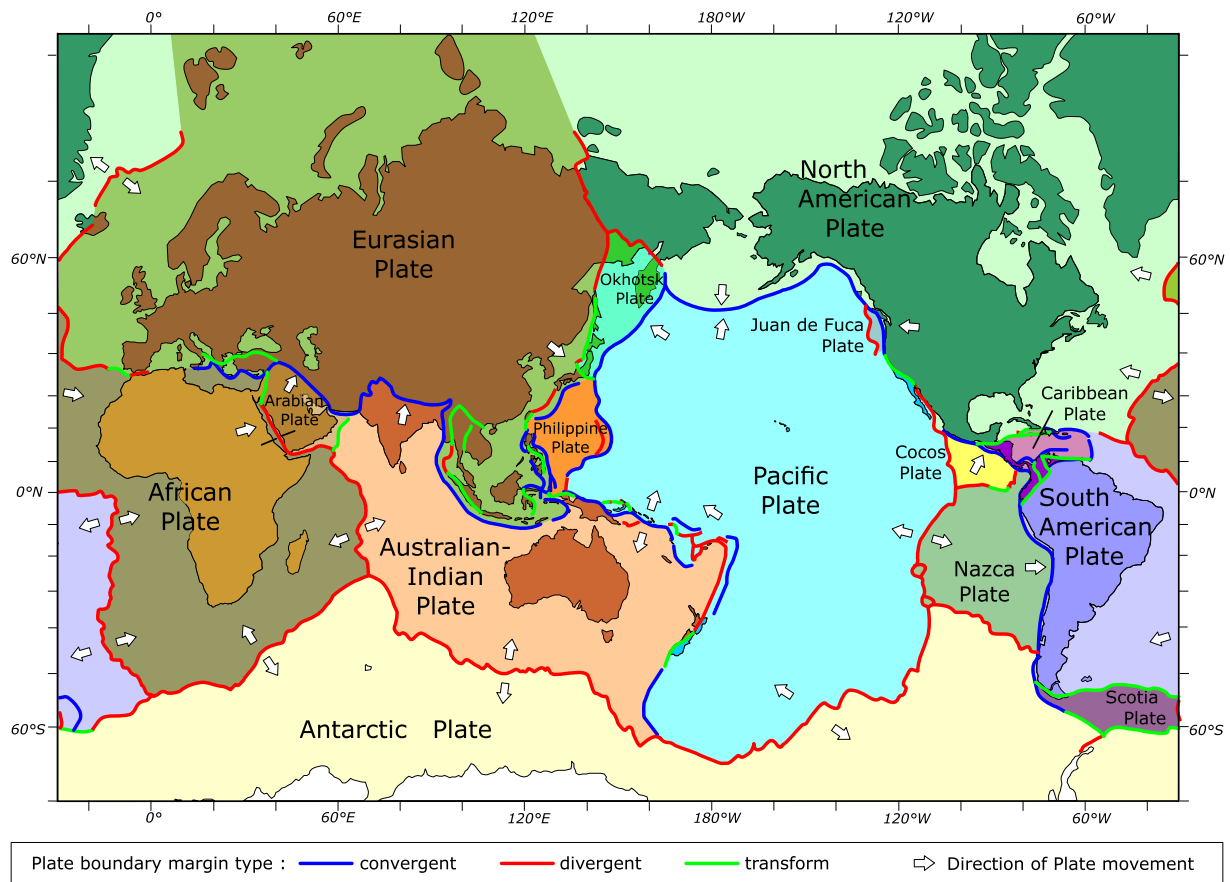 0° 60°E 120°E 180°W 120°W 60°W
North
American
Plate
Eurasian
Plate
60°N
60°N
Okhotsk
Plate
Juan de Fuca
Plate
Arabian
Plate
Caribbean
Plate
Philippine
Plate
Cocos
Plate
Pacific
Plate
African
Plate
0°N
0°N
South
American
Plate
Australian-
Indian
Plate
Nazca
Plate
Scotia
Plate
Antarctic Plate
60°S
60°S
0° 60°E 120°E 180°W 120°W 60°W
Plate boundary margin type : convergent divergent transform Direction of Plate movement